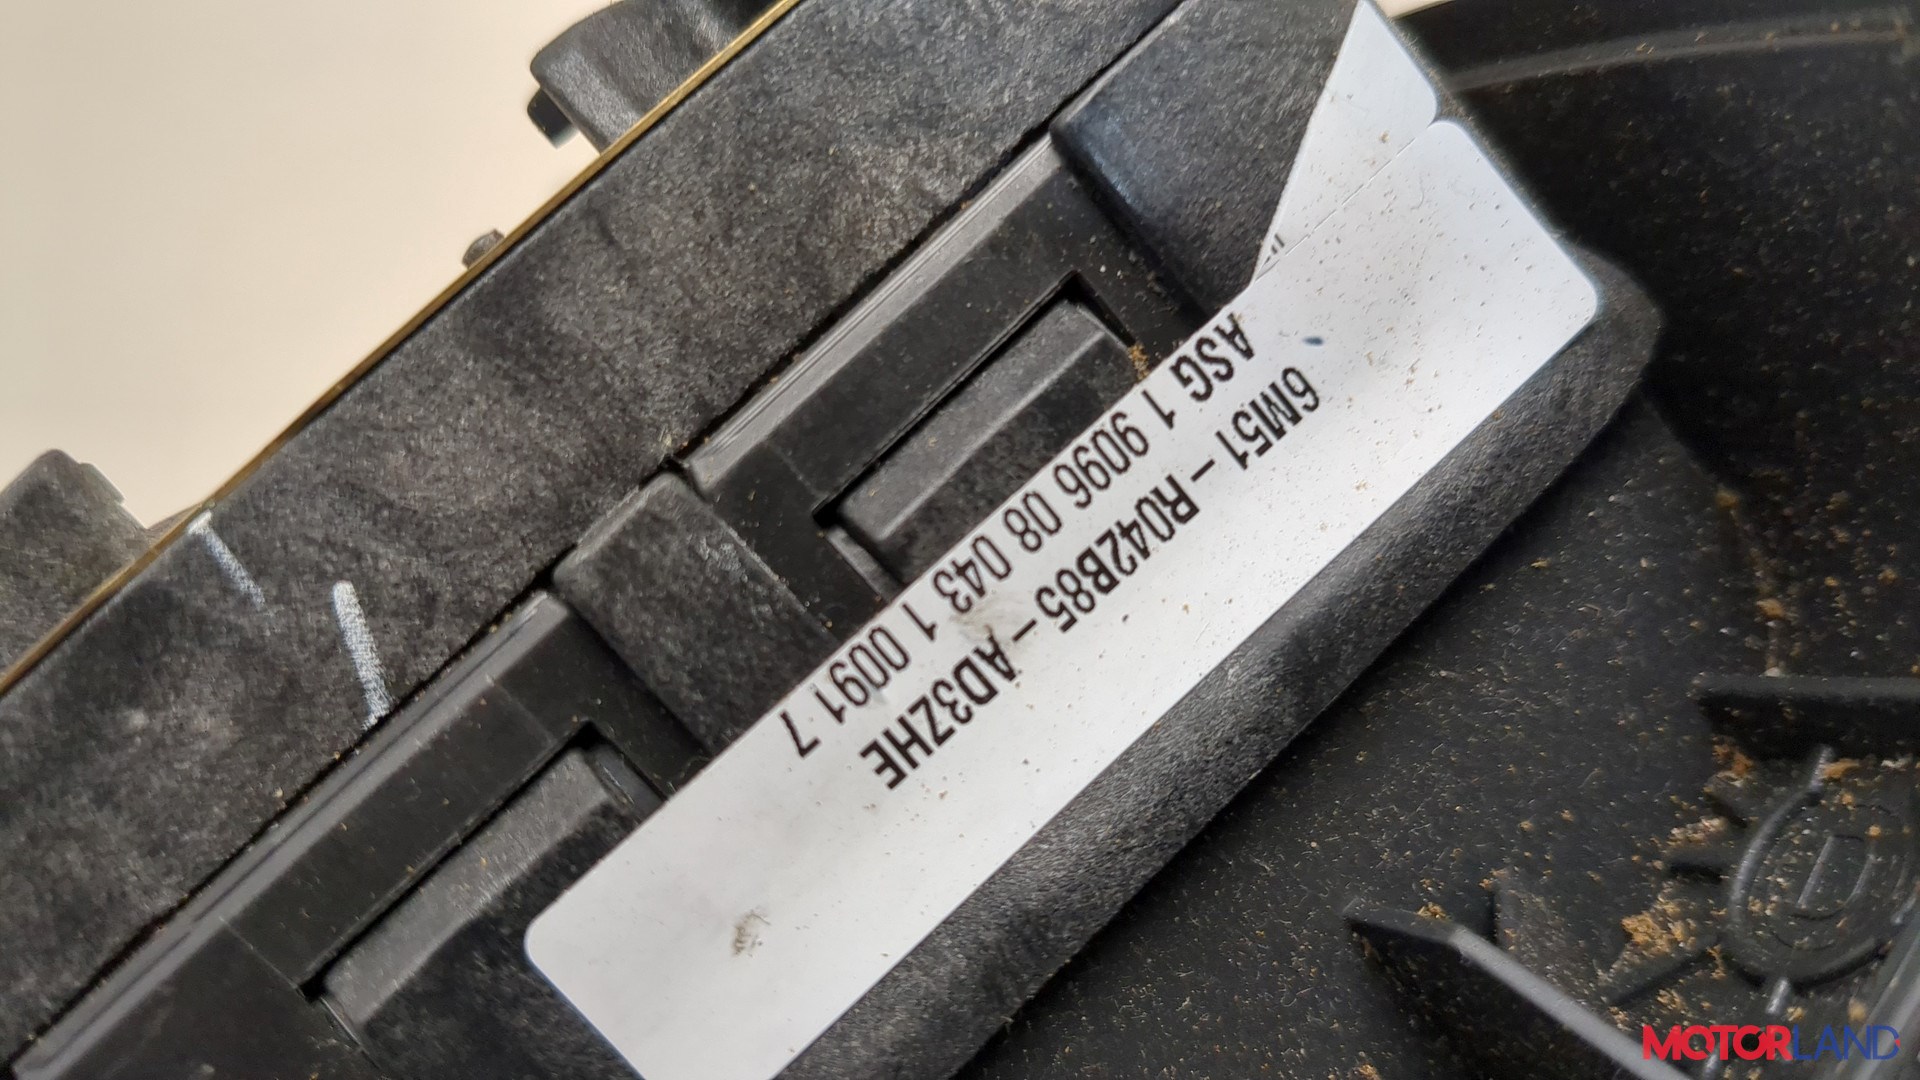 6M51 – R042B85 – AD3ZHE
ASG 1 9096 08 043 1 0091 7
MOTORLAND